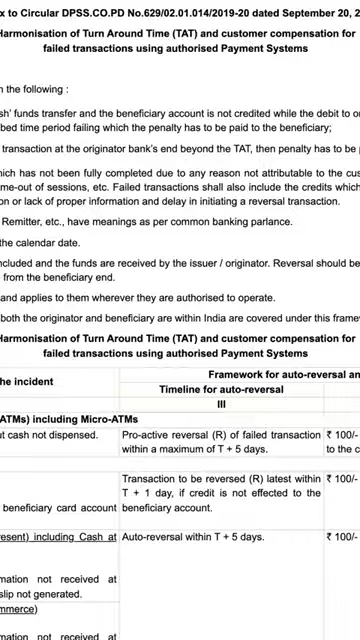 x to Circular DPSS.CO.PD No.629/02.01.014/2019-20 dated September 20, 2
Harmonisation of Turn Around Time (TAT) and customer compensation for
failed transactions using authorised Payment Systems
n the following :
sh' funds transfer and the beneficiary account is not credited while the debit to or
bed time period failing which the penalty has to be paid to the beneficiary;
transaction at the originator bank's end beyond the TAT, then penalty has to be p
hich has not been fully completed due to any reason not attributable to the cus
me-out of sessions, etc. Failed transactions shall also include the credits which
on or lack of proper information and delay in initiating a reversal transaction.
Remitter, etc., have meanings as per common banking parlance.
the calendar date.
included and the funds are received by the issuer / originator. Reversal should be
from the beneficiary end.
and applies to them wherever they are authorised to operate.
both the originator and beneficiary are within India are covered under this framew
Harmonisation of Turn Around Time (TAT) and customer compensation for
failed transactions using authorised Payment Systems
he incident
Framework for auto-reversal an
Timeline for auto-reversal
III
ATMs) including Micro-ATMs
ut cash not dispensed.
Pro-active reversal (R) of failed transaction
within a maximum of T + 5 days.
₹ 100/-
to the c
Transaction to be reversed (R) latest within
T + 1 day, if credit is not effected to the
beneficiary account.
₹ 100/-
beneficiary card account
esent) including Cash at
Auto-reversal within T + 5 days.
₹ 100/-
mation not received at
slip not generated.
mmerce)
mation not received at